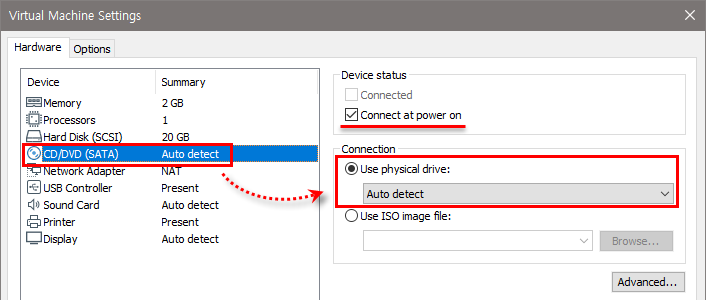 Virtual Machine Settings
Hardware Options
Device Summary
Memory 2 GB
Processors 1
Hard Disk (SCSI) 20 GB
CD/DVD (SATA) Auto detect
Network Adapter NAT
USB Controller Present
Sound Card Auto detect
Printer Present
Display Auto detect
Device status
Connected
Connect at power on
Connection
Use physical drive:
Auto detect
Use ISO image file:
Browse...
Advanced...